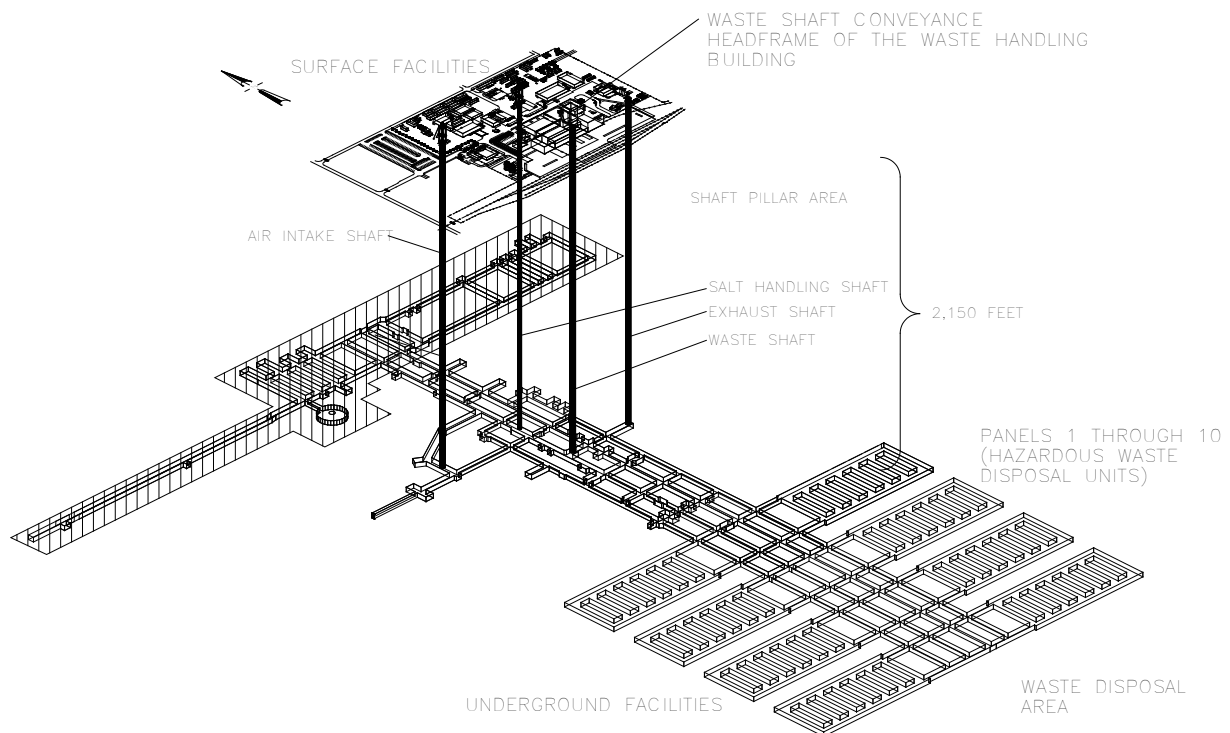 WASTE SHAFT CONVEYANCE
HEADFRAME OF THE WASTE HANDLING
BUILDING
SURFACE FACILITIES
SHAFT PILLAR AREA
AIR INTAKE SHAFT
SALT HANDLING SHAFT
EXHAUST SHAFT
2,150 FEET
WASTE SHAFT
PANELS 1 THROUGH 10
(HAZARDOUS WASTE
DISPOSAL UNITS)
UNDERGROUND FACILITIES
WASTE DISPOSAL
AREA